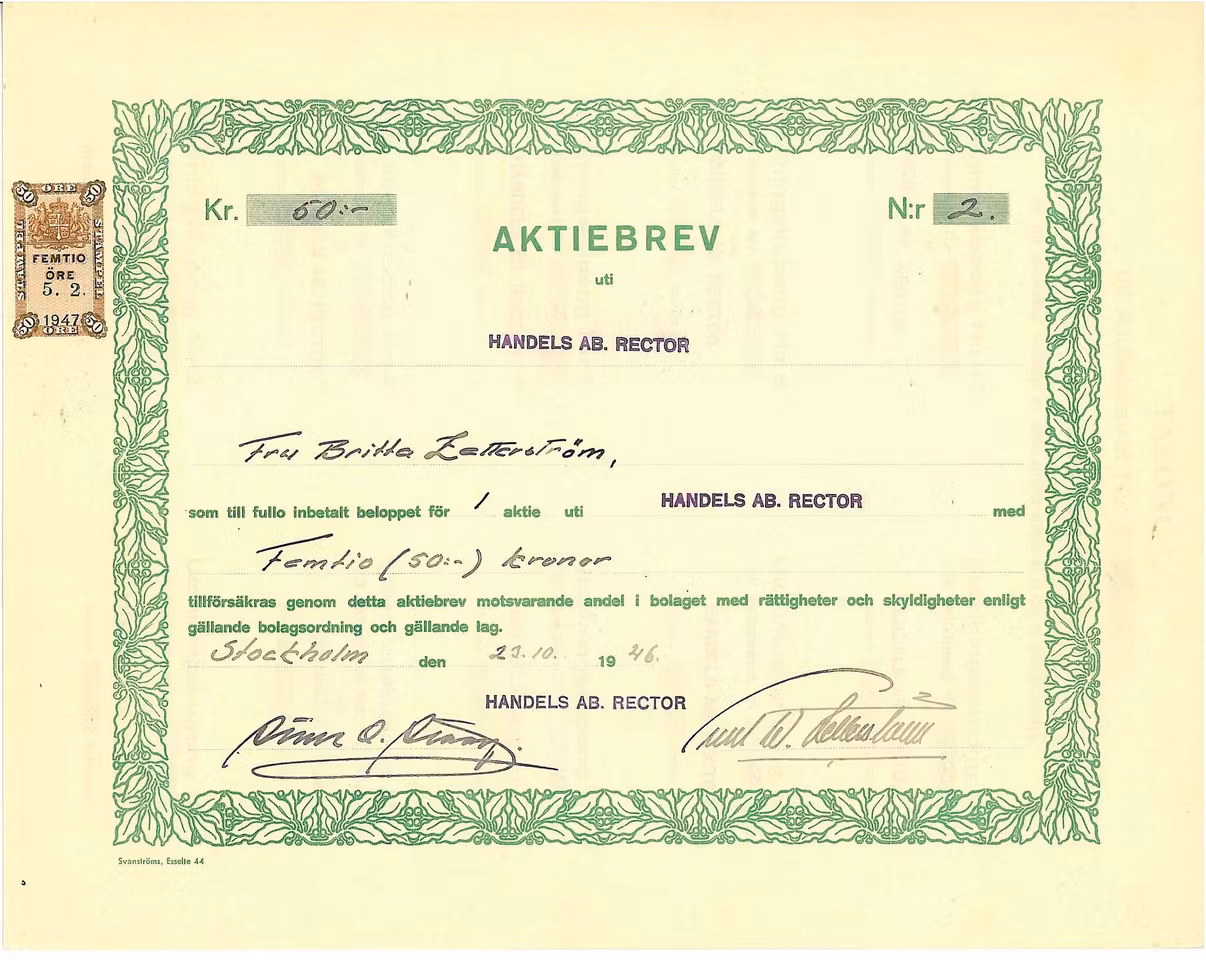 Kr. 50:-
N:r 2.
AKTIEBREV
uti
HANDELS AB. RECTOR
50 ÖRE 50
STÄMPEL STÄMPEL
FEMTIO
ÖRE
5. 2.
1947
50 ÖRE 50
Fru Britta Zetterström,
som till fullo inbetalt beloppet för 1 aktie uti HANDELS AB. RECTOR med
Femtio (50:-) kronor
tillförsäkras genom detta aktiebrev motsvarande andel i bolaget med rättigheter och skyldigheter enligt
gällande bolagsordning och gällande lag.
Stockholm den 23.10. 1946.
HANDELS AB. RECTOR
Svanströms, Esselte 44